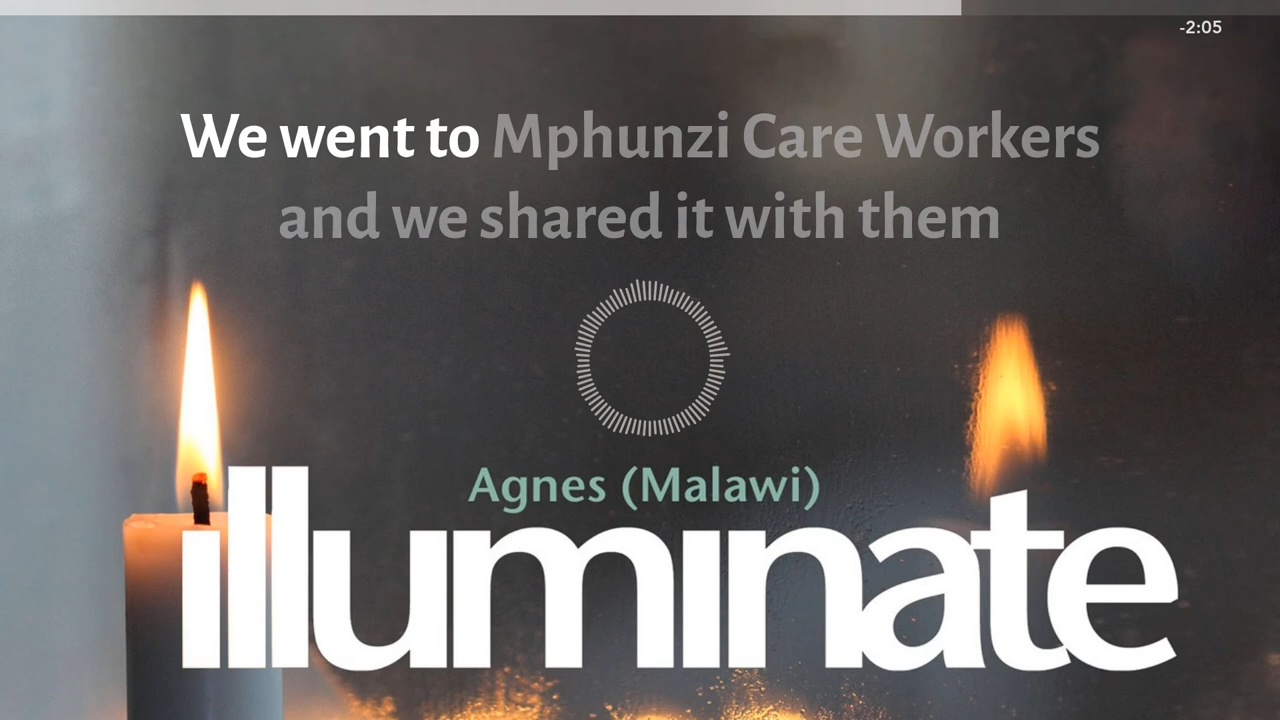 -2:05
We went to Mphunzi Care Workers
and we shared it with them
Agnes (Malawi)
illuminate